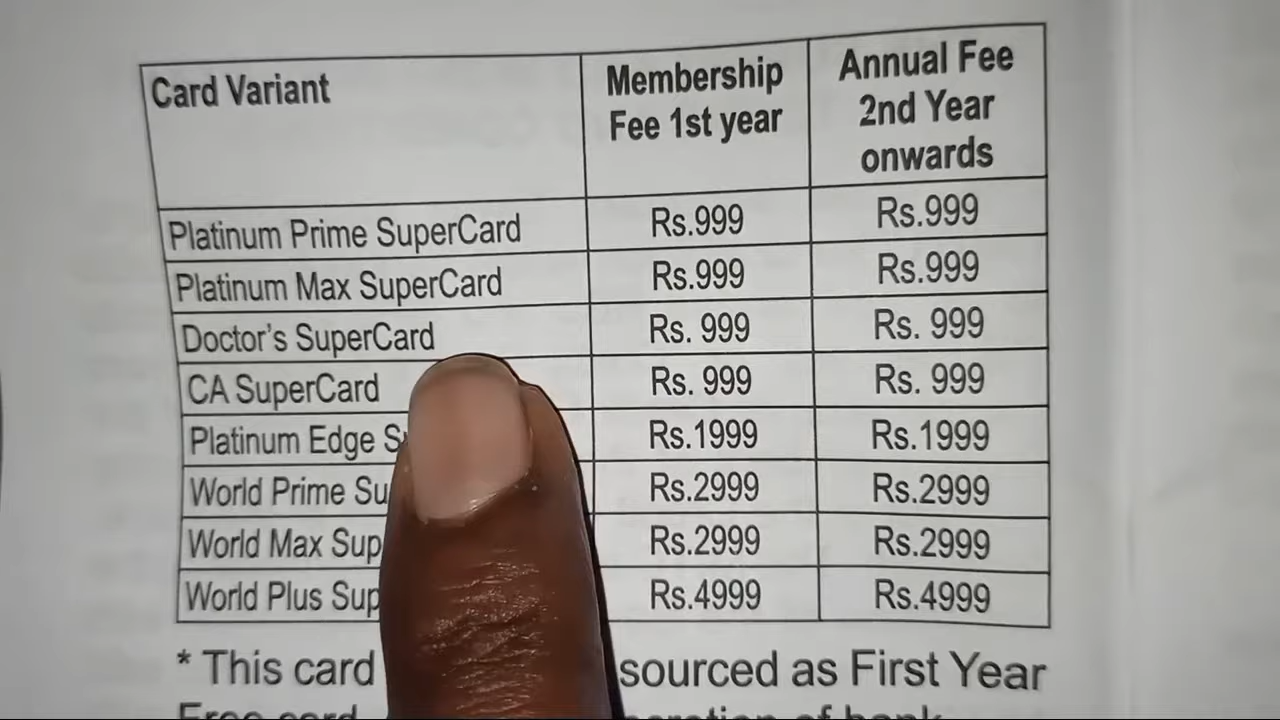 Card Variant Membership Fee 1st year Annual Fee 2nd Year onwards
Platinum Prime SuperCard Rs.999 Rs.999
Platinum Max SuperCard Rs.999 Rs.999
Doctor's SuperCard Rs. 999 Rs. 999
CA SuperCard Rs. 999 Rs. 999
Platinum Edge Rs.1999 Rs.1999
World Prime Rs.2999 Rs.2999
World Max Rs.2999 Rs.2999
World Plus Rs.4999 Rs.4999
* This card sourced as First Year